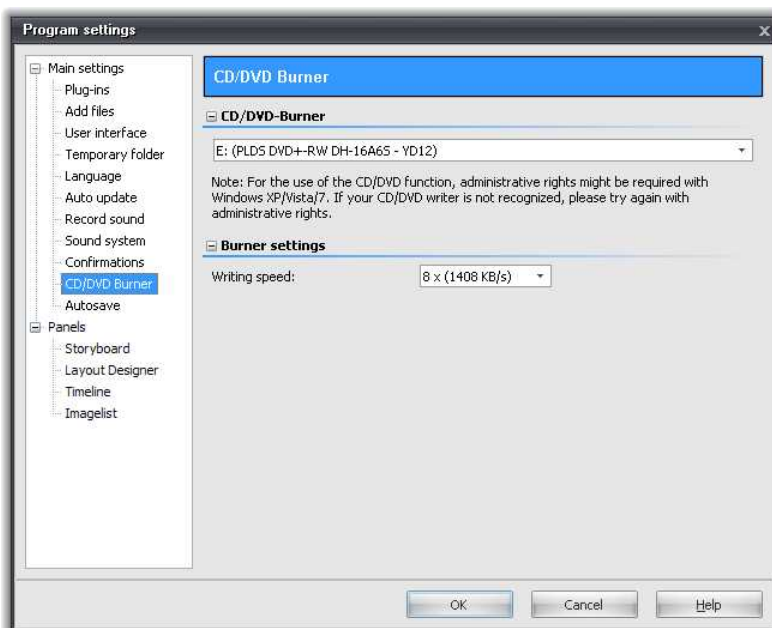 Program settings
x
Main settings
Plug-ins
Add files
User interface
Temporary folder
Language
Auto update
Record sound
Sound system
Confirmations
CD/DVD Burner
Autosave
Panels
Storyboard
Layout Designer
Timeline
Imagelist
CD/DVD Burner
CD/DVD-Burner
E: (PLDS DVD+-RW DH-16A6S - YD12)
Note: For the use of the CD/DVD function, administrative rights might be required with
Windows XP/Vista/7. If your CD/DVD writer is not recognized, please try again with
administrative rights.
Burner settings
Writing speed: 8 x (1408 KB/s)
OK Cancel Help